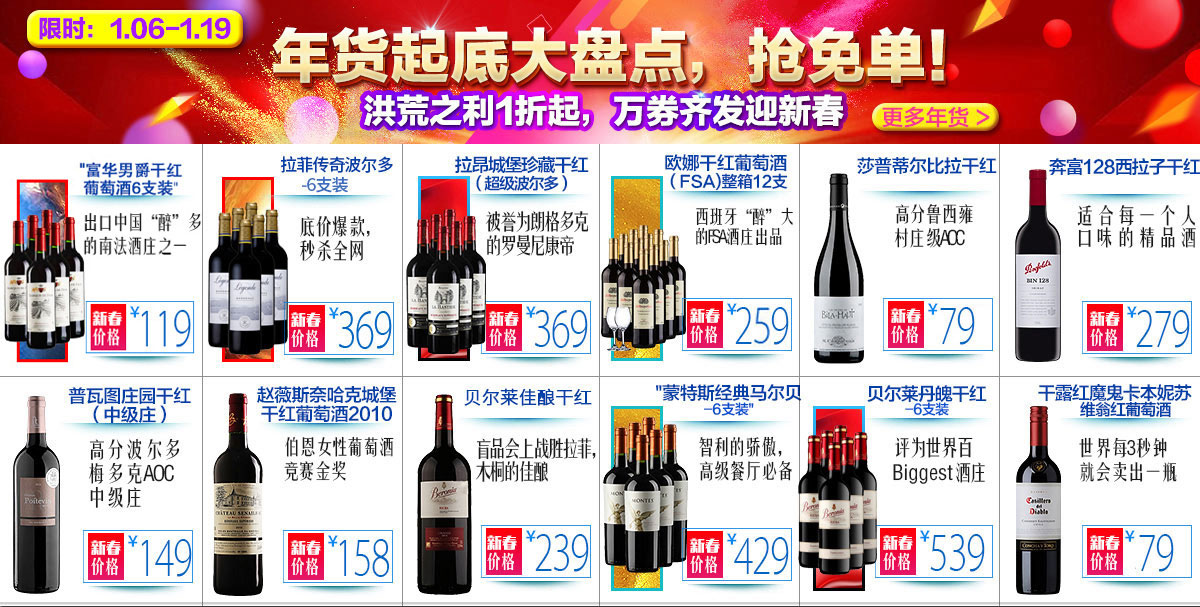 限时：1.06-1.19
年货起底大盘点，抢免单！
洪荒之利1折起，万券齐发迎新春
更多年货 >
"富华男爵干红
葡萄酒6支装"
出口中国“醉”多
的南法酒庄之一
新春
价格
¥119
拉菲传奇波尔多
-6支装
底价爆款，
秒杀全网
Legende
新春
价格
¥369
拉昂城堡珍藏干红
（超级波尔多）
被誉为朗格多克
的罗曼尼康帝
新春
价格
¥369
欧娜干红葡萄酒
（FSA)整箱12支
西班牙“醉”大
的FSA酒庄出品
新春
价格
¥259
莎普蒂尔比拉干红
高分鲁西雍
村庄级AOC
BILA-HAUT
新春
价格
¥79
奔富128西拉子干红
适合每一个人
口味的精品酒
Penfolds
BIN 128
新春
价格
¥279
普瓦图庄园干红
（中级庄）
高分波尔多
梅多克AOC
中级庄
Poitevin
新春
价格
¥149
赵薇斯奈哈克城堡
干红葡萄酒2010
伯恩女性葡萄酒
竞赛金奖
CHATEAU SENAILHAC
新春
价格
¥158
贝尔莱佳酿干红
盲品会上战胜拉菲，
木桐的佳酿
Beronia
新春
价格
¥239
"蒙特斯经典马尔贝
-6支装"
智利的骄傲，
高级餐厅必备
MONTES
新春
价格
¥429
贝尔莱丹魄干红
-6支装
评为世界百
Biggest酒庄
Beronia
新春
价格
¥539
干露红魔鬼卡本妮苏
维翁红葡萄酒
世界每3秒钟
就会卖出一瓶
Casillero
del
Diablo
CONCHA Y TORO
新春
价格
¥79